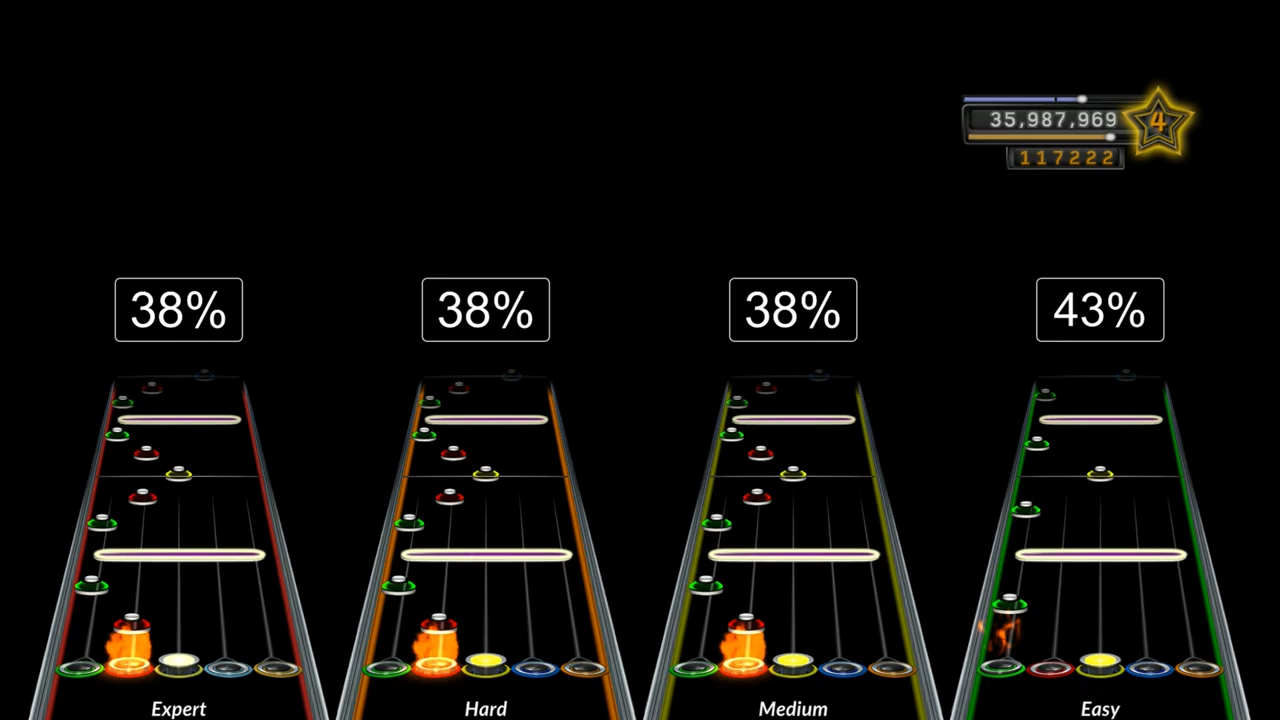 35,987,969
4
117222
38%
38%
38%
43%
Expert
Hard
Medium
Easy